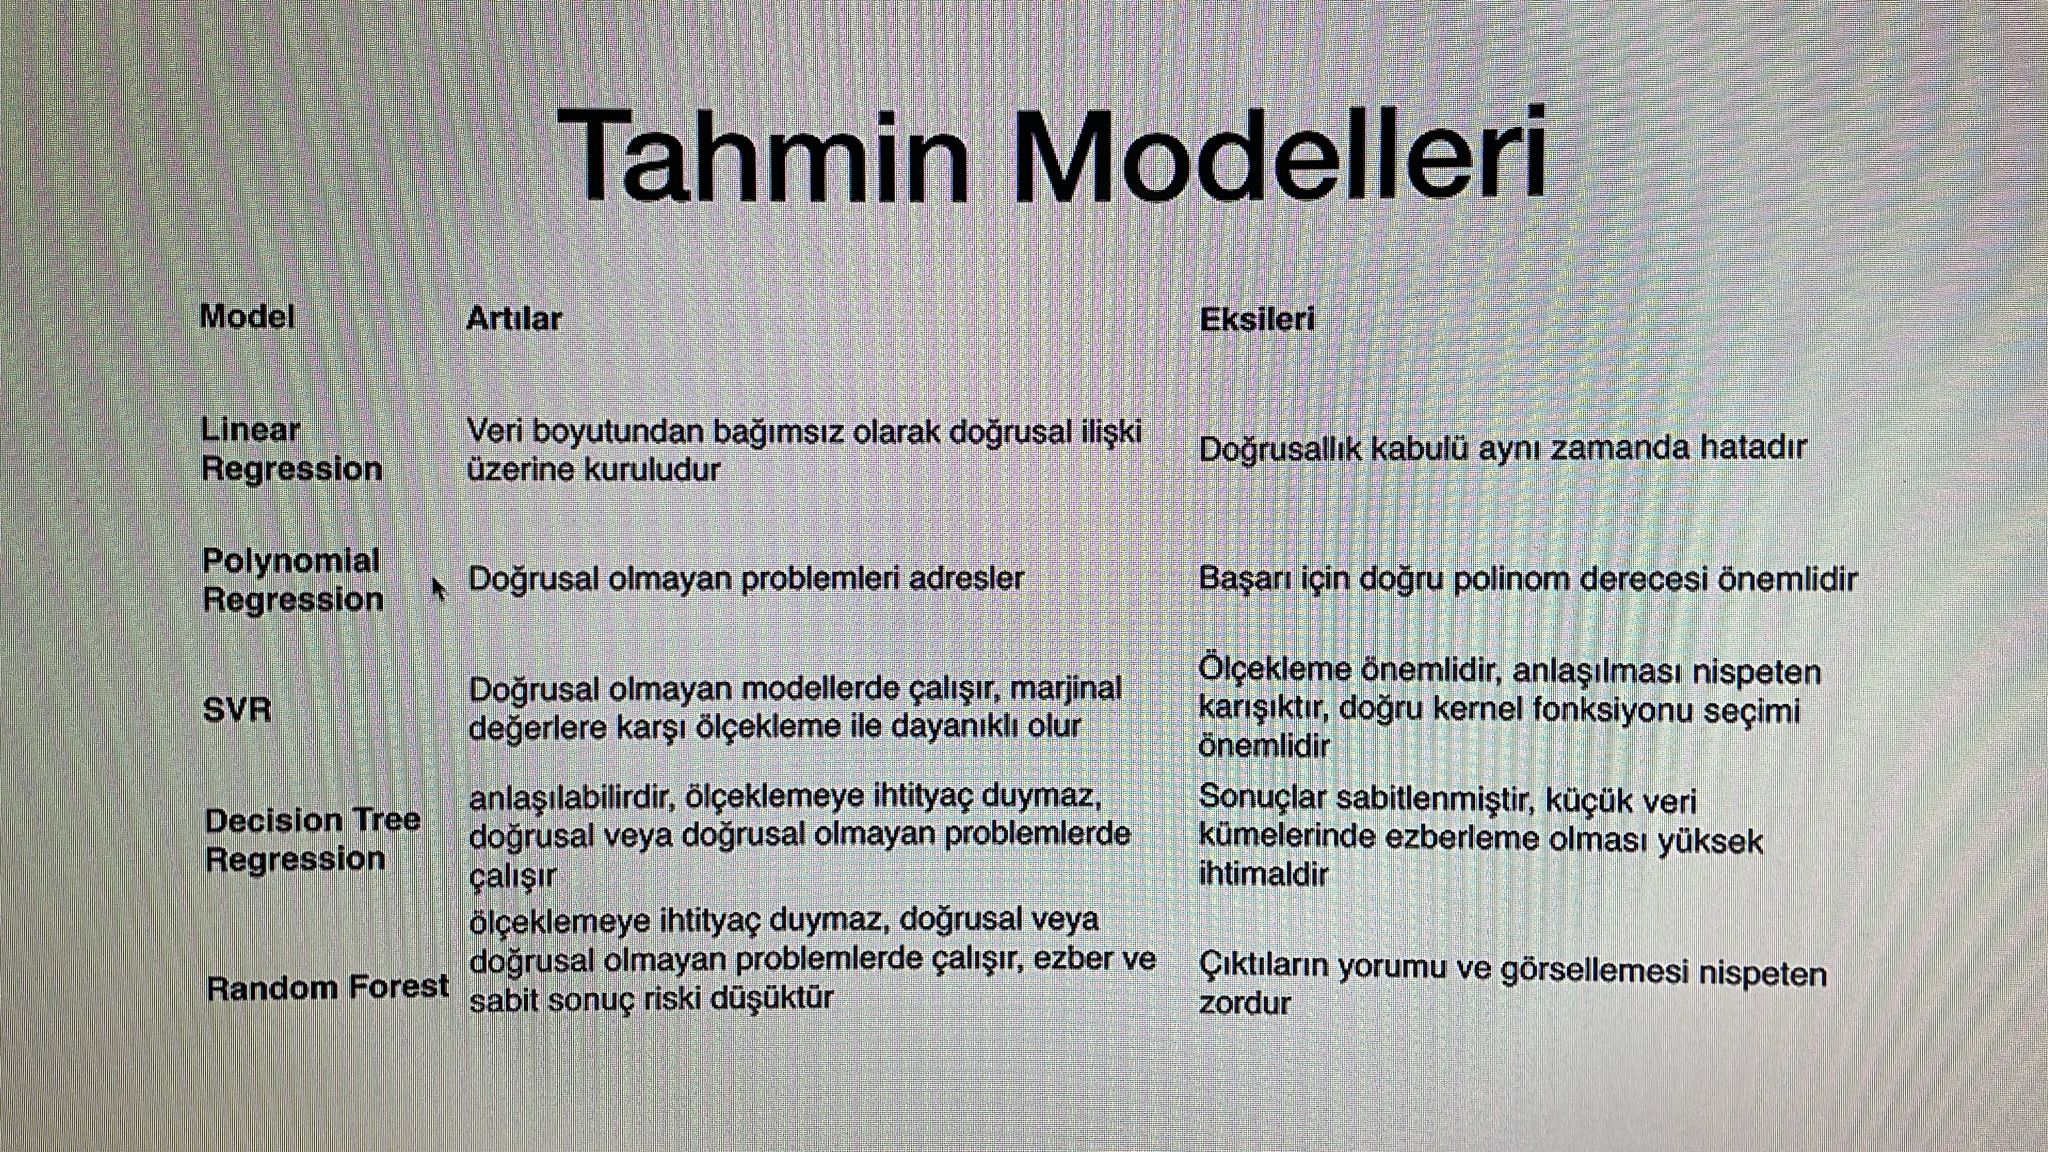 Tahmin Modelleri
Model
Artılar
Eksileri
Linear
Regression
Veri boyutundan bağımsız olarak doğrusal ilişki
üzerine kuruludur
Doğrusallık kabulü aynı zamanda hatadır
Polynomial
Regression
Doğrusal olmayan problemleri adresler
Başarı için doğru polinom derecesi önemlidir
SVR
Doğrusal olmayan modellerde çalışır, marjinal
değerlere karşı ölçekleme ile dayanıklı olur
Ölçekleme önemlidir, anlaşılması nispeten
karışıktır, doğru kernel fonksiyonu seçimi
önemlidir
Decision Tree
Regression
anlaşılabilirdir, ölçeklemeye ihtityaç duymaz,
doğrusal veya doğrusal olmayan problemlerde
çalışır
Sonuçlar sabitlenmiştir, küçük veri
kümelerinde ezberleme olması yüksek
ihtimaldir
Random Forest
ölçeklemeye ihtityaç duymaz, doğrusal veya
doğrusal olmayan problemlerde çalışır, ezber ve
sabit sonuç riski düşüktür
Çıktıların yorumu ve görsellemesi nispeten
zordur